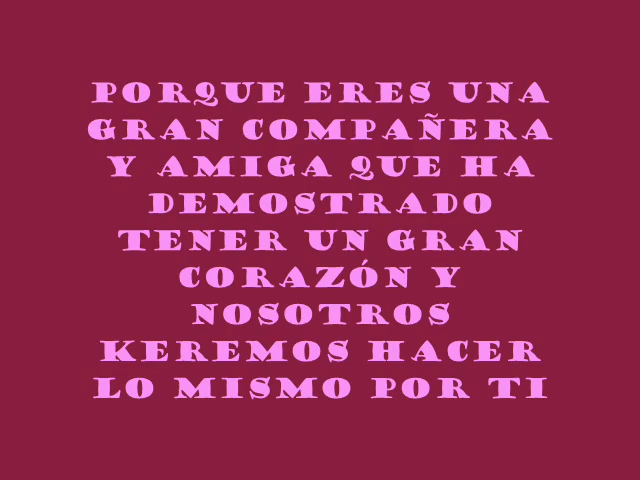 PORQUE ERES UNA
GRAN COMPAÑERA
Y AMIGA QUE HA
DEMOSTRADO
TENER UN GRAN
CORAZÓN Y
NOSOTROS
KEREMOS HACER
LO MISMO POR TI